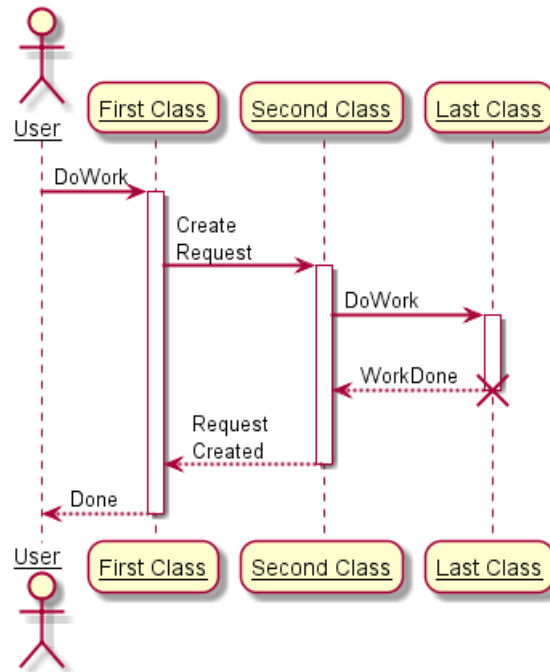 User
First Class
Second Class
Last Class
DoWork
Create
Request
DoWork
WorkDone
Request
Created
Done
User
First Class
Second Class
Last Class